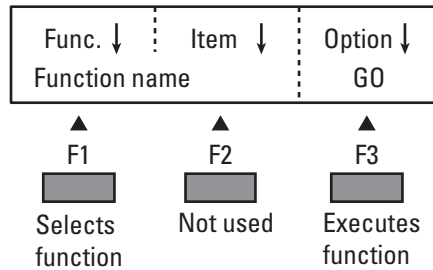 Func. ↓ Item ↓ Option ↓
Function name GO
F1 F2 F3
Selects function Not used Executes function